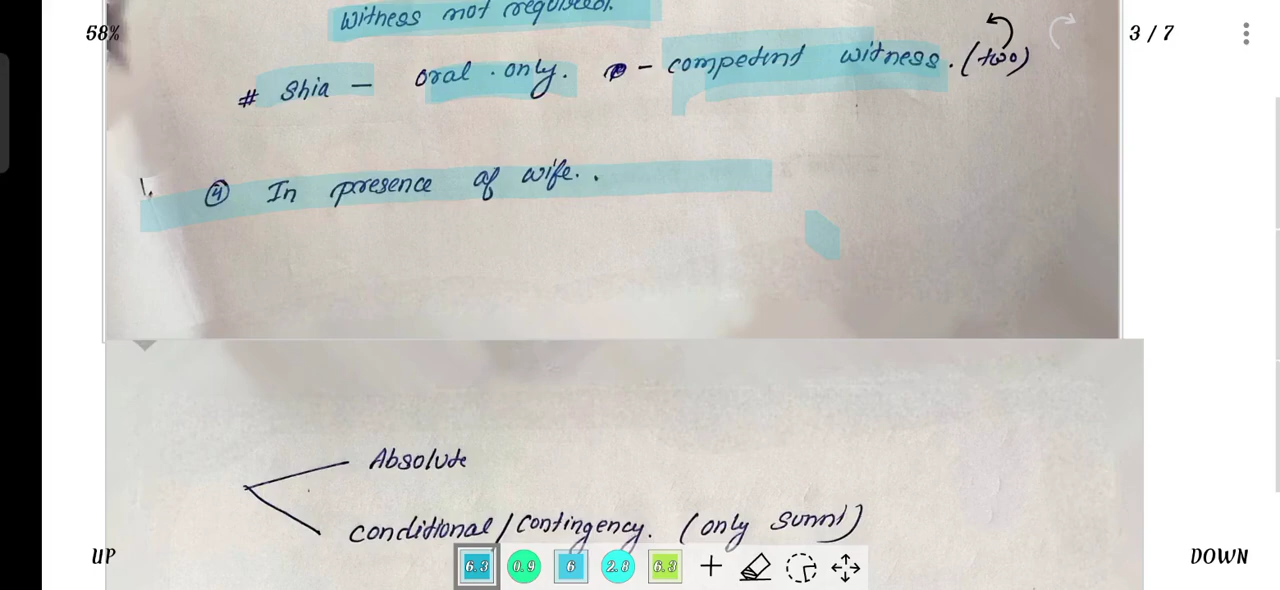 witness not required.
58%
3 / 7
# Shia — oral only. - competent witness. (two)
④ In presence of wife..
Absolute
conditional/contingency. (only sunni)
UP
6.3 0.9 6 2.8 6.3 +
DOWN